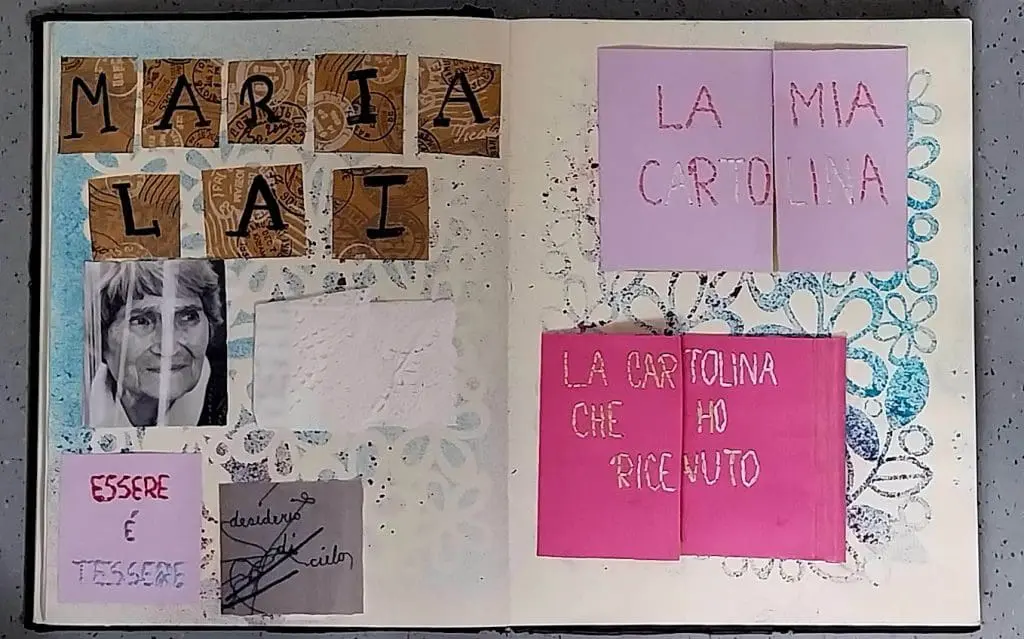 MARIA
LAI
ESSERE
É
TESSERE
desiderio
di
cielo
LA MIA
CARTOLINA
LA CARTOLINA
CHE HO
RICEVUTO